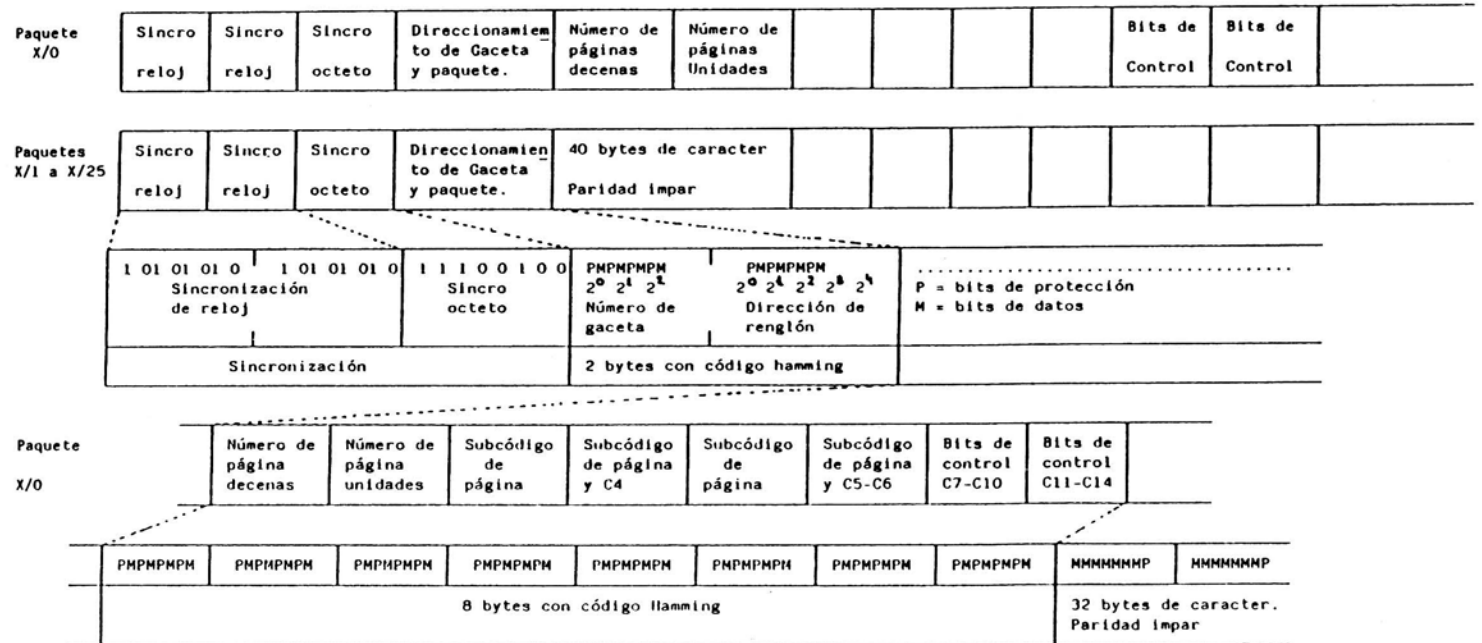 Paquete
X/0
Sincro
reloj
Sincro
reloj
Sincro
octeto
Direccionamiem
to de Gaceta
y paquete.
Número de
páginas
decenas
Número de
páginas
Unidades
Bits de
Control
Bits de
Control
Paquetes
X/1 a X/25
Sincro
reloj
Sincro
reloj
Sincro
octeto
Direccionamien
to de Gaceta
y paquete.
40 bytes de caracter
Paridad impar
1 01 01 01 0
1 01 01 01 0
Sincronización
de reloj
1 1 1 0 0 1 0 0
Sincro
octeto
PMPMPMPM
2⁰ 2¹ 2²
Número de
gaceta
PMPMPMPM
2⁰ 2¹ 2² 2³ 2⁴
Dirección de
renglón
P = bits de protección
M = bits de datos
Sincronización
2 bytes con código hamming
Paquete
X/0
Número de
página
decenas
Número de
página
unidades
Subcódigo
de
página
Subcódigo
de página
y C4
Subcódigo
de
página
Subcódigo
de página
y C5-C6
Bits de
control
C7-C10
Bits de
control
C11-C14
PMPMPMPM
PMPMPMPM
PMPMPMPM
PMPMPMPM
PMPMPMPM
PMPMPMPM
PMPMPMPM
PMPMPMPM
MMMMMMMP
MMMMMMMP
8 bytes con código Hamming
32 bytes de caracter.
Paridad impar